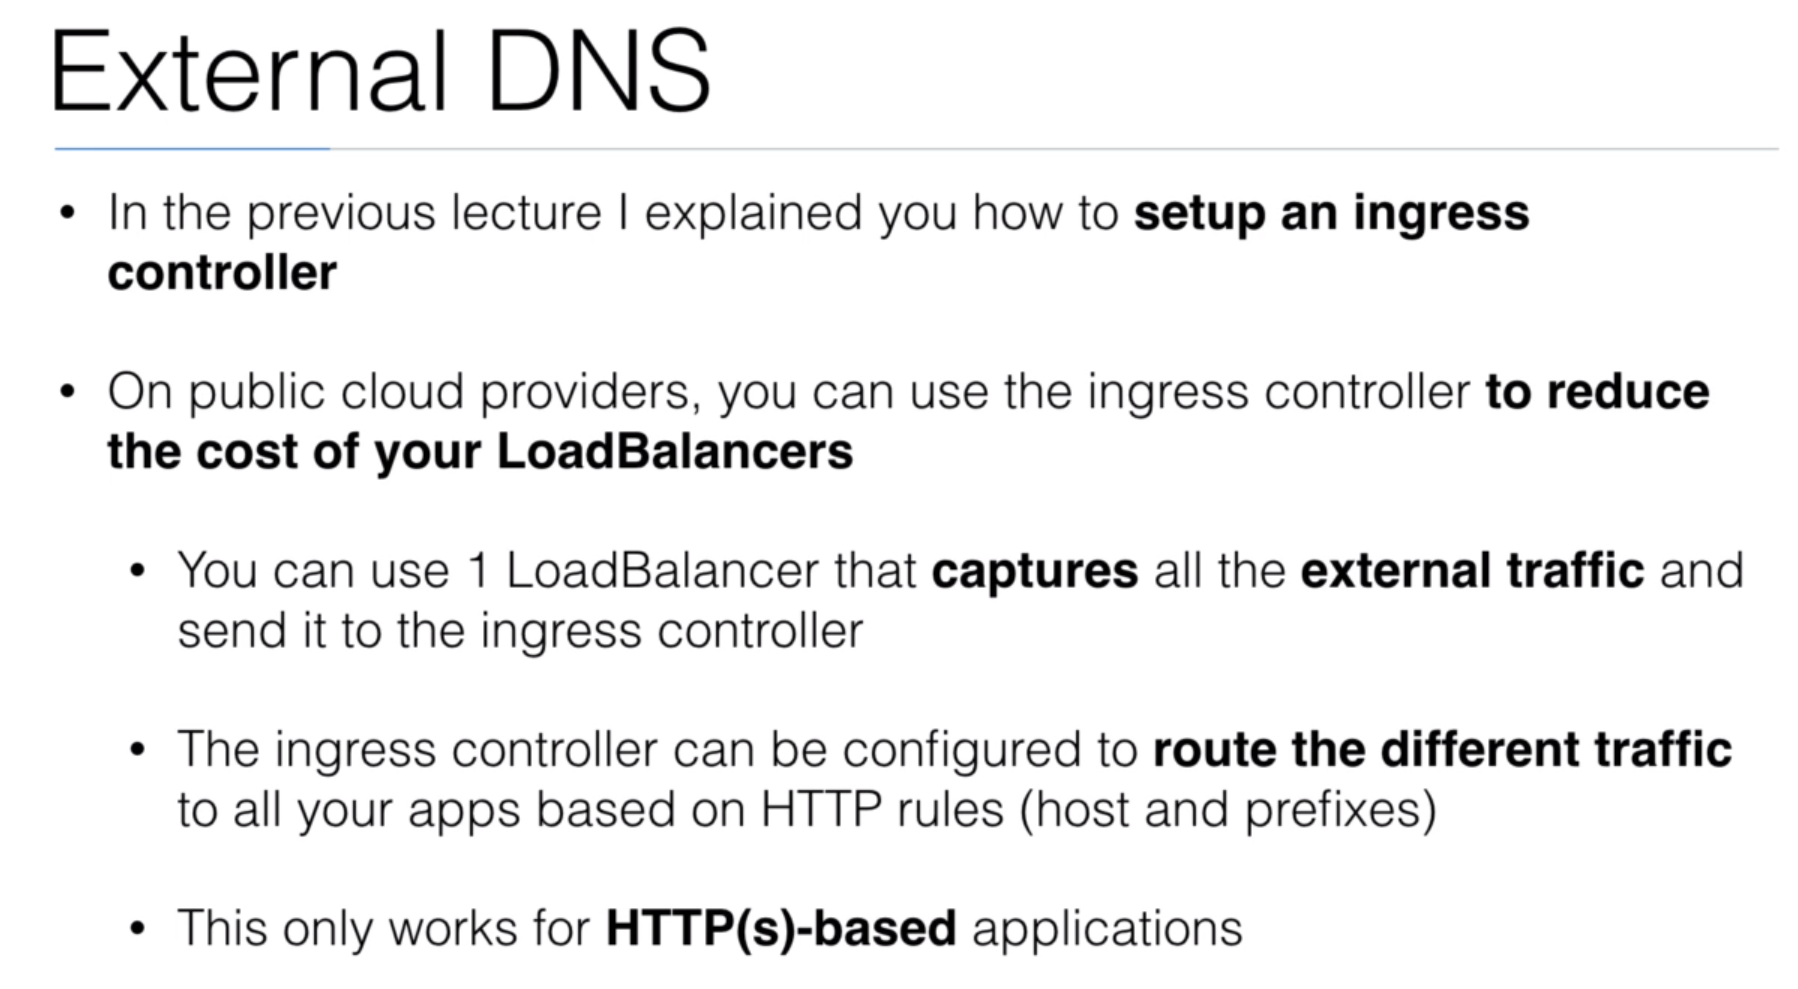 External DNS
• In the previous lecture I explained you how to setup an ingress
controller
• On public cloud providers, you can use the ingress controller to reduce
the cost of your LoadBalancers
• You can use 1 LoadBalancer that captures all the external traffic and
send it to the ingress controller
• The ingress controller can be configured to route the different traffic
to all your apps based on HTTP rules (host and prefixes)
• This only works for HTTP(s)-based applications